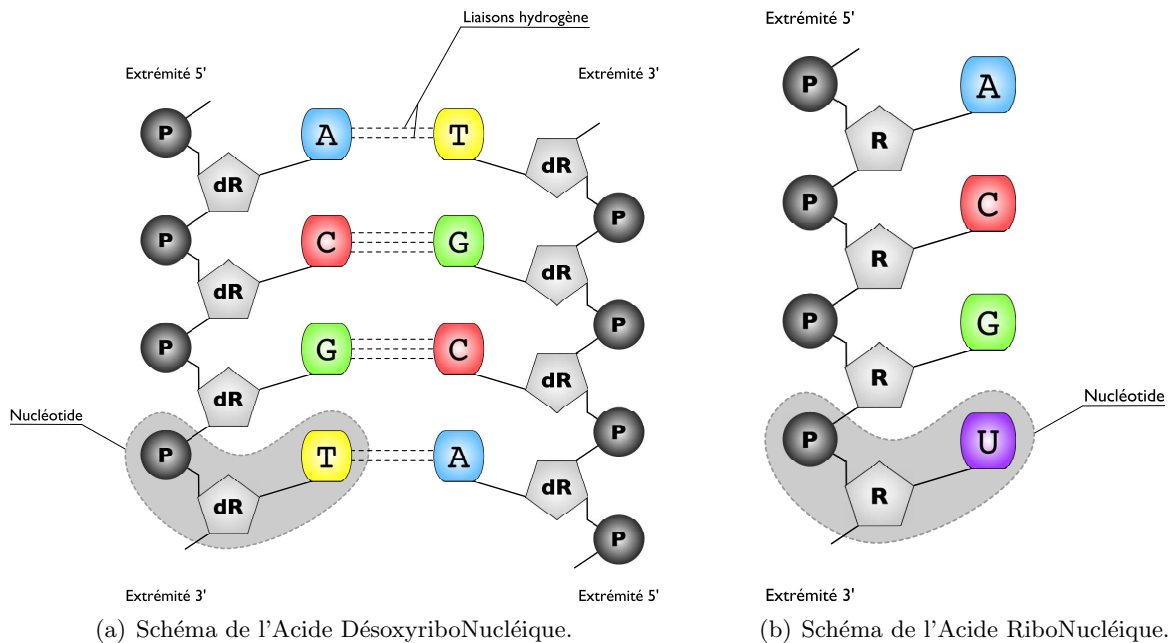 Liaisons hydrogène
Extrémité 5'
Extrémité 3'
P
A
T
dR
dR
P
P
C
G
dR
dR
P
P
G
C
dR
dR
Nucléotide
P
P
T
A
dR
dR
P
Extrémité 3'
Extrémité 5'
(a) Schéma de l'Acide DésoxyriboNucléique.
Extrémité 5'
P
A
R
P
C
R
P
G
R
Nucléotide
P
U
R
Extrémité 3'
(b) Schéma de l'Acide RiboNucléique.